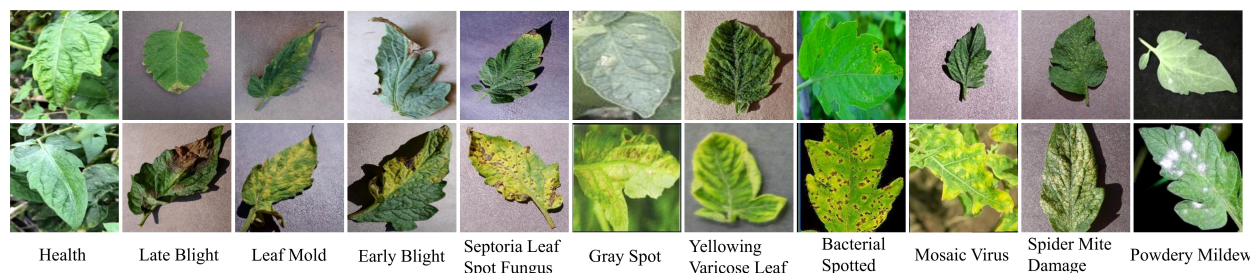 Health
Late Blight
Leaf Mold
Early Blight
Septoria Leaf
Spot Fungus
Gray Spot
Yellowing
Varicose Leaf
Bacterial
Spotted
Mosaic Virus
Spider Mite
Damage
Powdery Mildew